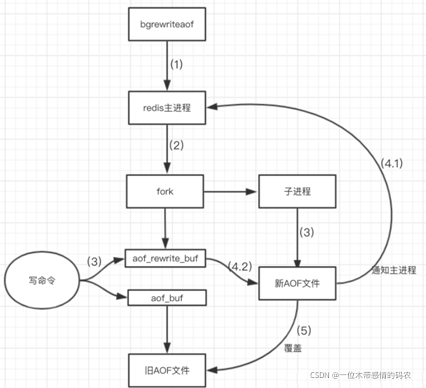 bgrewriteaof
(1)
redis主进程
(2)
(4.1)
fork
子进程
(3)
(3)
aof_rewrite_buf
(4.2)
通知主进程
写命令
新AOF文件
aof_buf
(5)
覆盖
旧AOF文件
CSDN @一位木带感情的码农